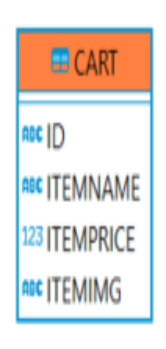 CART
ABC ID
ABC ITEMNAME
123 ITEMPRICE
ABC ITEMIMG